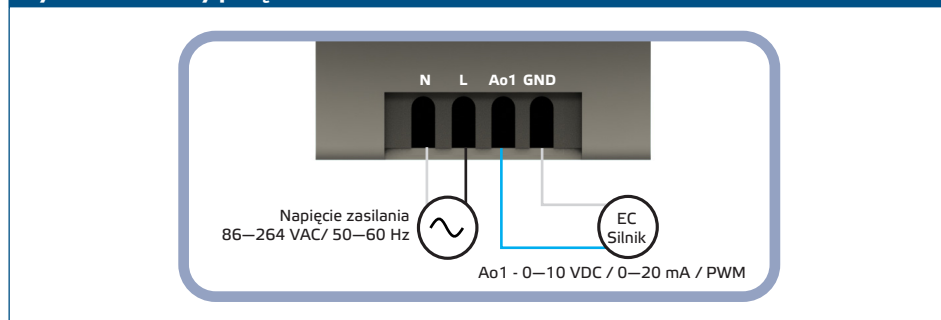 N L Ao1 GND
Napięcie zasilania
86—264 VAC/ 50—60 Hz
EC
Silnik
Ao1 - 0—10 VDC / 0—20 mA / PWM